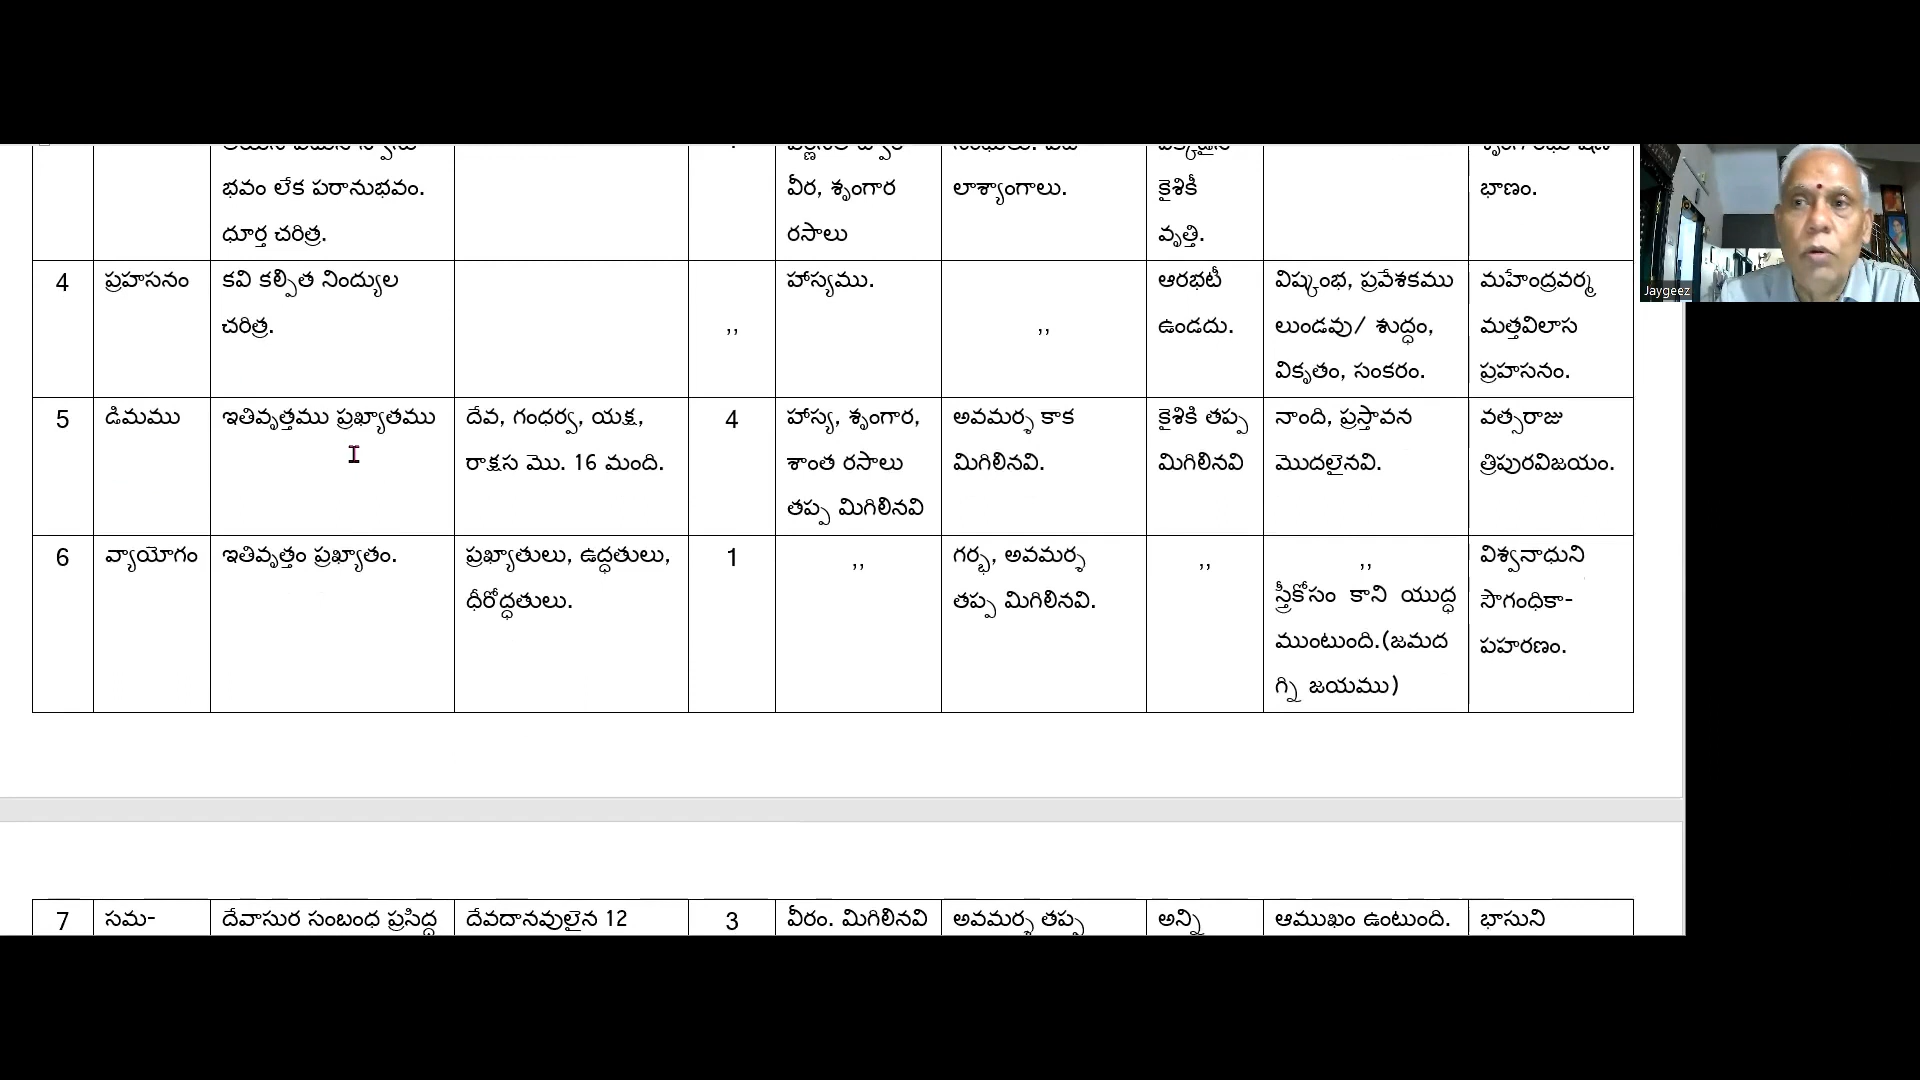 భవం లేక పరానుభవం.
ధూర్త చరిత్ర.
వీర, శృంగార
రసాలు
లాశ్యాంగాలు.
కైశికీ
వృత్తి.
భాణం.
4
ప్రహసనం
కవి కల్పిత నింద్యుల
చరిత్ర.
,,
హాస్యము.
,,
ఆరభటీ
ఉండదు.
విష్కంభ, ప్రవేశకము
లుండవు/ శుద్ధం,
వికృతం, సంకరం.
మహేంద్రవర్మ
మత్తవిలాస
ప్రహసనం.
5
డిమము
ఇతివృత్తము ప్రఖ్యాతము
దేవ, గంధర్వ, యక్ష,
రాక్షస మొ. 16 మంది.
4
హాస్య, శృంగార,
శాంత రసాలు
తప్ప మిగిలినవి
అవమర్శ కాక
మిగిలినవి.
కైశికి తప్ప
మిగిలినవి
నాంది, ప్రస్తావన
మొదలైనవి.
వత్సరాజు
త్రిపురవిజయం.
6
వ్యాయోగం
ఇతివృత్తం ప్రఖ్యాతం.
ప్రఖ్యాతులు, ఉద్ధతులు,
ధీరోద్ధతులు.
1
,,
గర్భ, అవమర్శ
తప్ప మిగిలినవి.
,,
,,
స్త్రీకోసం కాని యుద్ధ
ముంటుంది.(జమద
గ్ని జయము)
విశ్వనాధుని
సౌగంధికా-
పహరణం.
7
సమ-
దేవాసుర సంబంధ ప్రసిద్ధ
దేవదానవులైన 12
3
వీరం. మిగిలినవి
అవమర్శ తప్ప
అన్ని
ఆముఖం ఉంటుంది.
భాసుని
Jaygeez